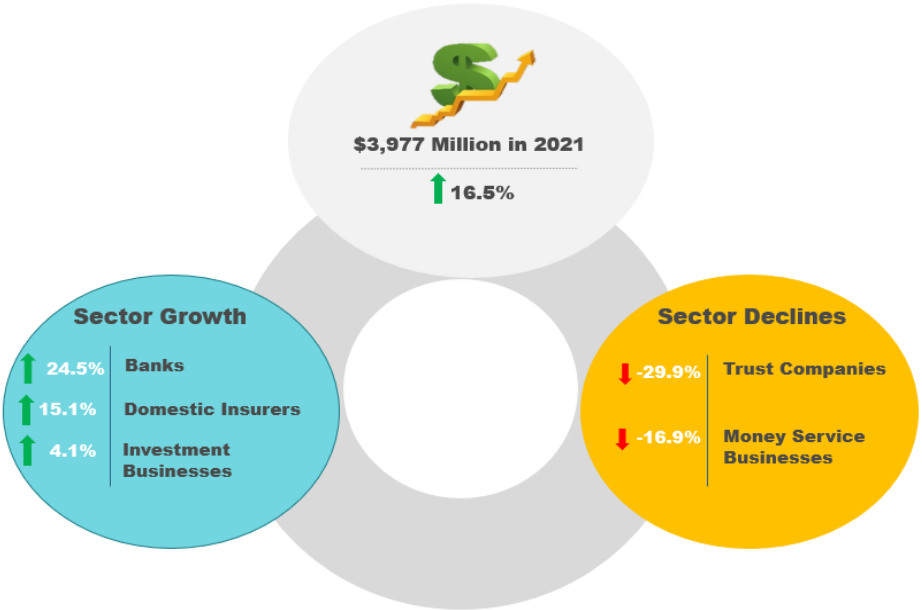 $3,977 Million in 2021
16.5%
Sector Growth
24.5% Banks
15.1% Domestic Insurers
4.1% Investment
Businesses
Sector Declines
-29.9% Trust Companies
-16.9% Money Service
Businesses